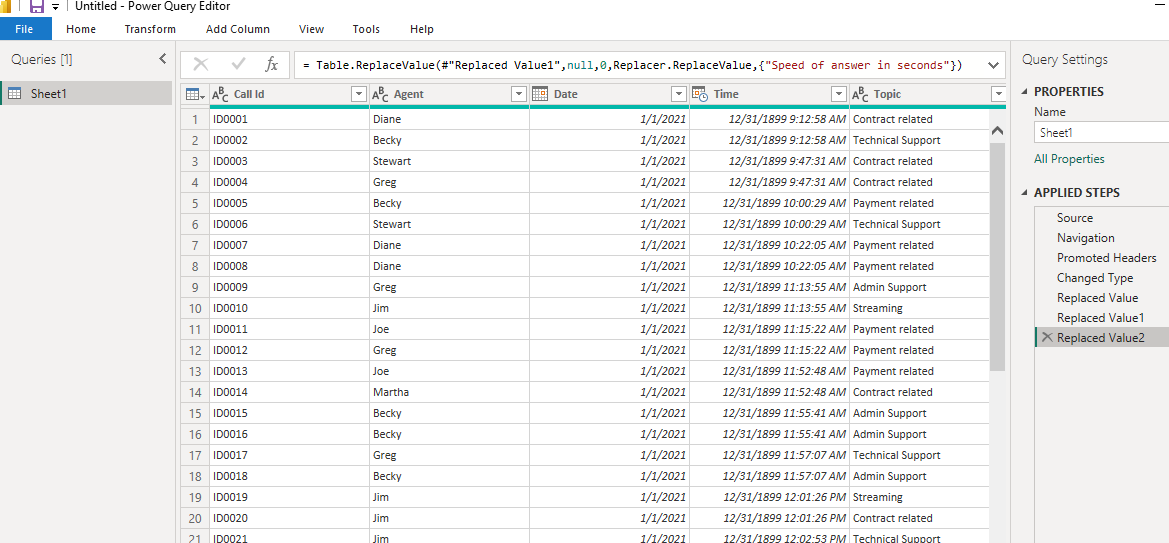 Untitled - Power Query Editor
File Home Transform Add Column View Tools Help
Queries [1]
Sheet1
fx = Table.ReplaceValue(#"Replaced Value1",null,0,Replacer.ReplaceValue,{"Speed of answer in seconds"})
ABC Call Id ABC Agent Date Time ABC Topic
1 ID0001 Diane 1/1/2021 12/31/1899 9:12:58 AM Contract related
2 ID0002 Becky 1/1/2021 12/31/1899 9:12:58 AM Technical Support
3 ID0003 Stewart 1/1/2021 12/31/1899 9:47:31 AM Contract related
4 ID0004 Greg 1/1/2021 12/31/1899 9:47:31 AM Contract related
5 ID0005 Becky 1/1/2021 12/31/1899 10:00:29 AM Payment related
6 ID0006 Stewart 1/1/2021 12/31/1899 10:00:29 AM Technical Support
7 ID0007 Diane 1/1/2021 12/31/1899 10:22:05 AM Payment related
8 ID0008 Diane 1/1/2021 12/31/1899 10:22:05 AM Payment related
9 ID0009 Greg 1/1/2021 12/31/1899 11:13:55 AM Admin Support
10 ID0010 Jim 1/1/2021 12/31/1899 11:13:55 AM Streaming
11 ID0011 Joe 1/1/2021 12/31/1899 11:15:22 AM Payment related
12 ID0012 Greg 1/1/2021 12/31/1899 11:15:22 AM Payment related
13 ID0013 Joe 1/1/2021 12/31/1899 11:52:48 AM Payment related
14 ID0014 Martha 1/1/2021 12/31/1899 11:52:48 AM Contract related
15 ID0015 Becky 1/1/2021 12/31/1899 11:55:41 AM Admin Support
16 ID0016 Becky 1/1/2021 12/31/1899 11:55:41 AM Admin Support
17 ID0017 Greg 1/1/2021 12/31/1899 11:57:07 AM Technical Support
18 ID0018 Becky 1/1/2021 12/31/1899 11:57:07 AM Admin Support
19 ID0019 Jim 1/1/2021 12/31/1899 12:01:26 PM Streaming
20 ID0020 Jim 1/1/2021 12/31/1899 12:01:26 PM Contract related
21 ID0021 Jim 1/1/2021 12/31/1899 12:02:53 PM Technical Support
Query Settings
PROPERTIES
Name
Sheet1
All Properties
APPLIED STEPS
Source
Navigation
Promoted Headers
Changed Type
Replaced Value
Replaced Value1
Replaced Value2